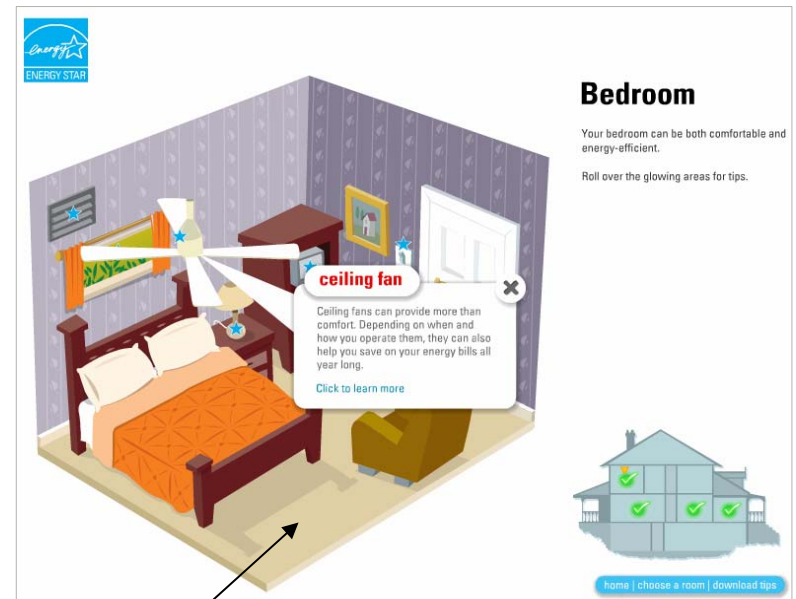 energy
ENERGY STAR
Bedroom
Your bedroom can be both comfortable and
energy-efficient.
Roll over the glowing areas for tips.
ceiling fan
Ceiling fans can provide more than
comfort. Depending on when and
how you operate them, they can also
help you save on your energy bills all
year long.
Click to learn more
home | choose a room | download tips